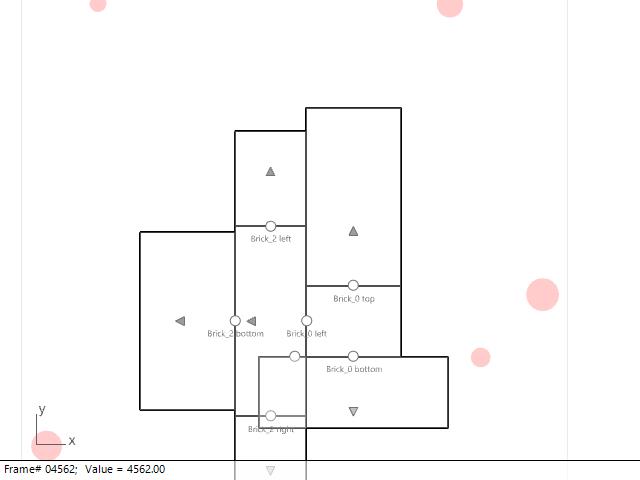 Brick_2 left
Brick_0 top
Brick_2 bottom
Brick_0 left
Brick_0 bottom
y
Brick_2 right
x
Frame# 04562; Value = 4562.00